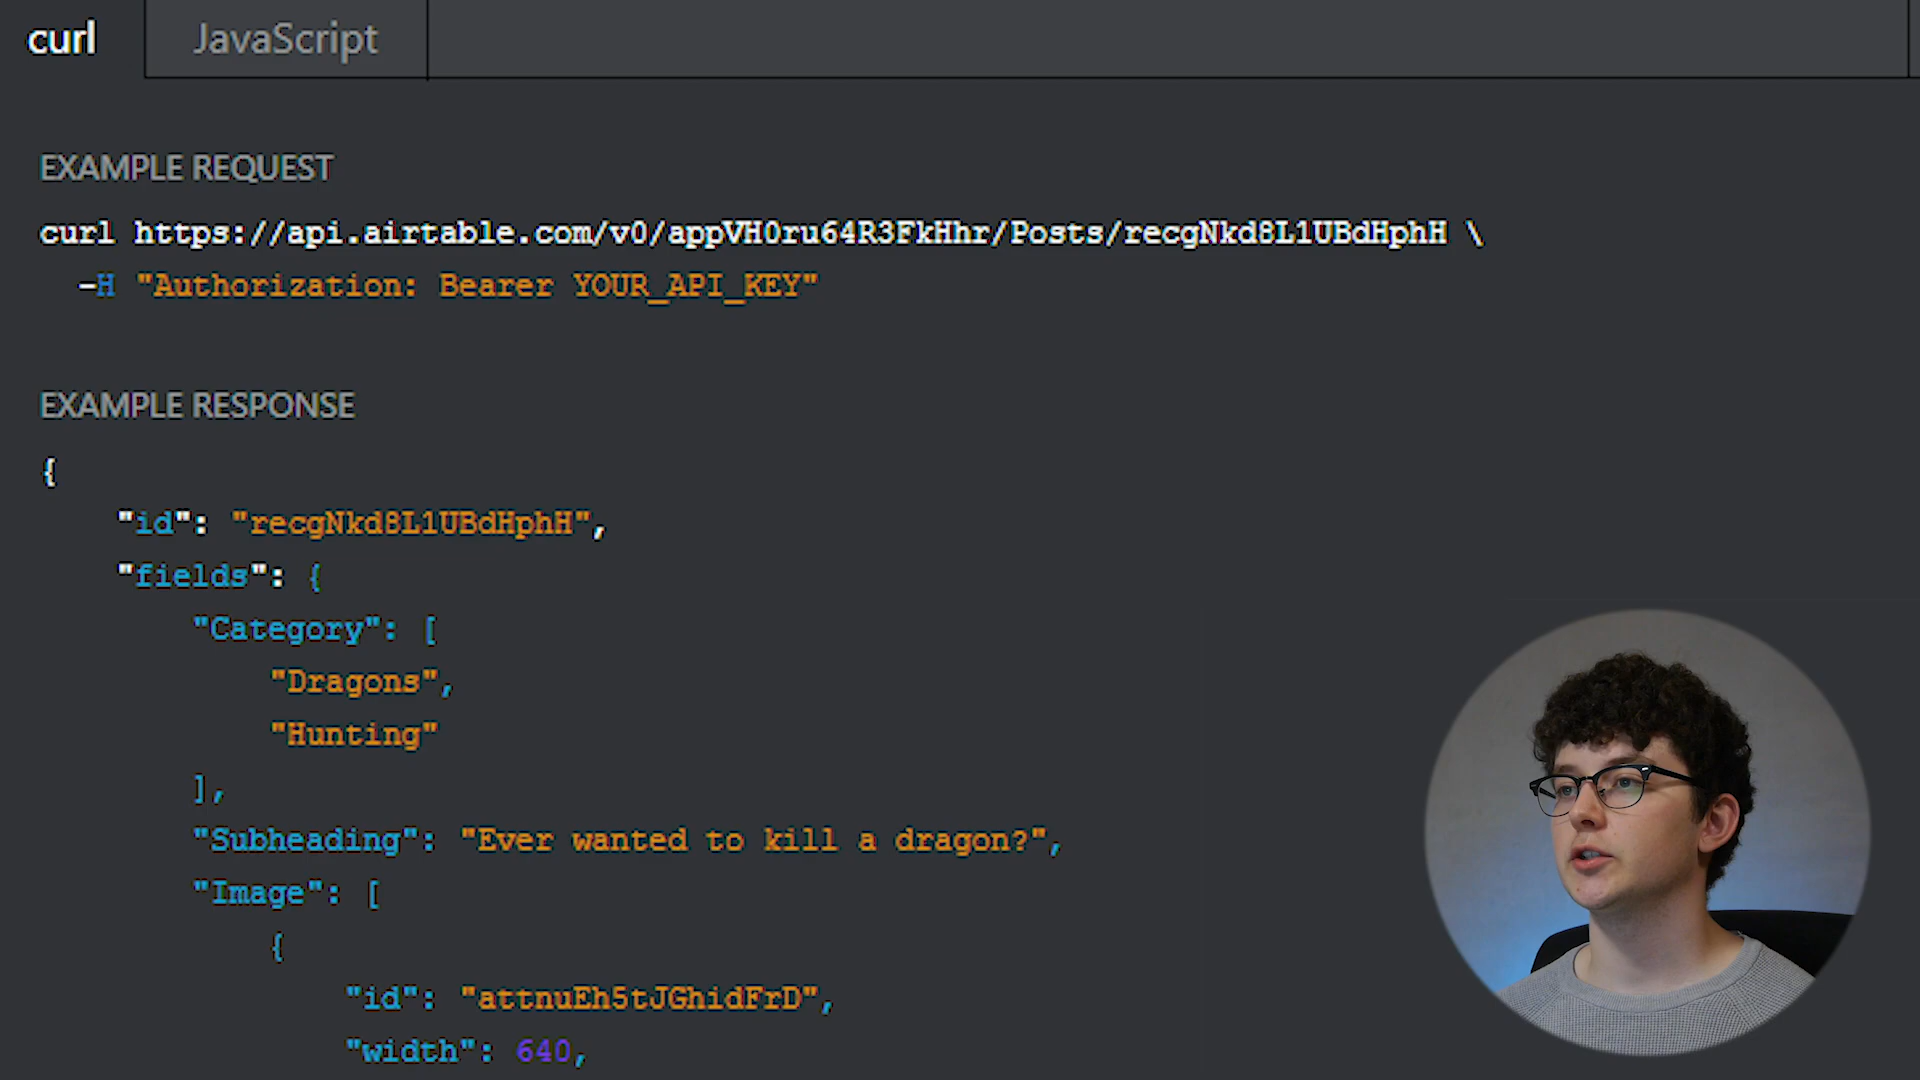 curl
JavaScript
EXAMPLE REQUEST
curl https://api.airtable.com/v0/appVH0ru64R3FkHhr/Posts/recgNkd8L1UBdHphH \
-H "Authorization: Bearer YOUR_API_KEY"
EXAMPLE RESPONSE
{
"id": "recgNkd8L1UBdHphH",
"fields": {
"Category": [
"Dragons",
"Hunting"
],
"Subheading": "Ever wanted to kill a dragon?",
"Image": [
{
"id": "attnuEh5tJGhidFrD",
"width": 640,